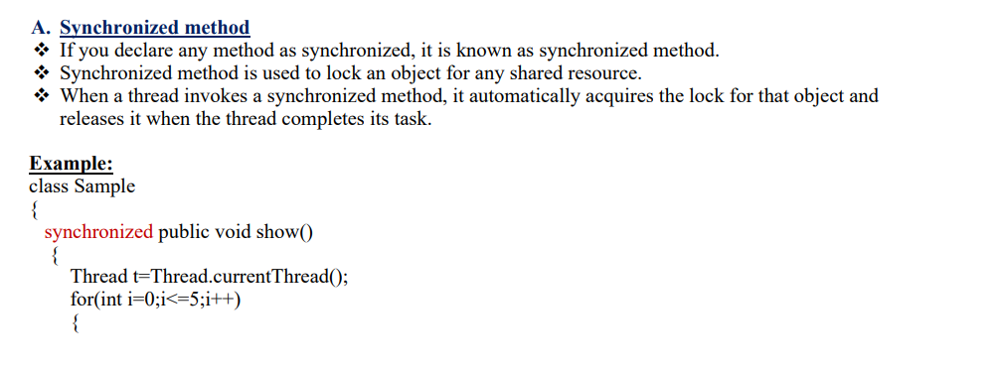 A. Synchronized method
❖ If you declare any method as synchronized, it is known as synchronized method.
❖ Synchronized method is used to lock an object for any shared resource.
❖ When a thread invokes a synchronized method, it automatically acquires the lock for that object and
releases it when the thread completes its task.
Example:
class Sample
{
synchronized public void show()
{
Thread t=Thread.currentThread();
for(int i=0;i<=5;i++)
{